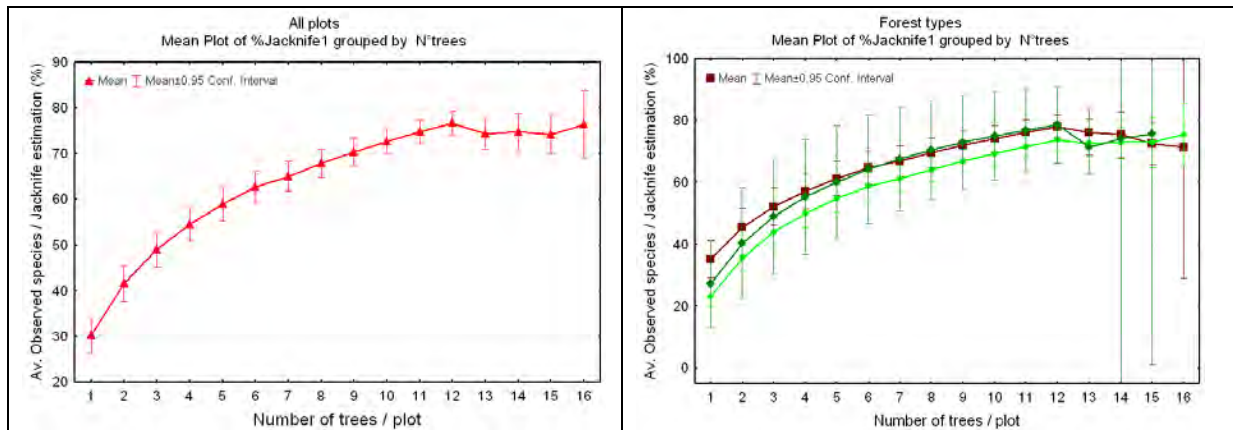 All plots
Mean Plot of %Jacknife1 grouped by N°trees
Av. Observed species / Jacknife estimation (%)
90
80
70
60
50
40
30
20
Mean Mean±0.95 Conf. Interval
1 2 3 4 5 6 7 8 9 10 11 12 13 14 15 16
Number of trees / plot
Forest types
Mean Plot of %Jacknife1 grouped by N°trees
Av. Observed species / Jacknife estimation (%)
100
80
60
40
20
0
Mean Mean±0.95 Conf. Interval
1 2 3 4 5 6 7 8 9 10 11 12 13 14 15 16
Number of trees / plot